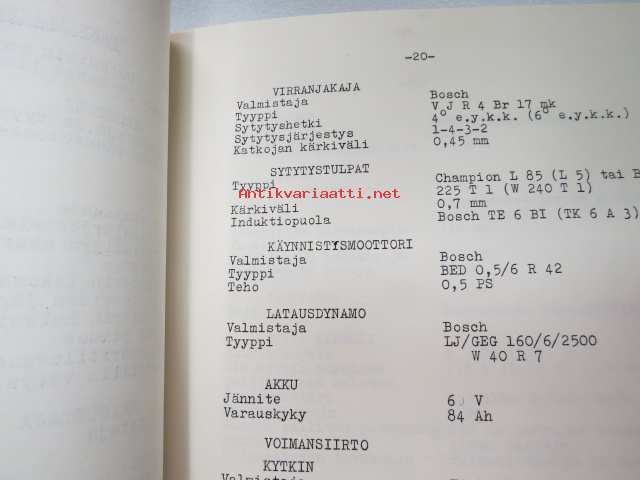 -20-
VIRRANJAKAJA
Valmistaja Bosch
Tyyppi V J R 4 Br 17 mk
Sytytyshetki 4° e.y.k.k. (6° e.y.k.k.)
Sytytysjärjestys 1-4-3-2
Katkojan kärkiväli 0,45 mm
SYTYTYSTULPAT
Tyyppi Champion L 85 (L 5) tai B
225 T 1 (W 240 T 1)
Antikvariaatti.net
Kärkiväli 0,7 mm
Induktiopuola Bosch TE 6 BI (TK 6 A 3)
KÄYNNISTYSMOOTTORI
Valmistaja Bosch
Tyyppi BED 0,5/6 R 42
Teho 0,5 PS
LATAUSDYNAMO
Valmistaja Bosch
Tyyppi LJ/GEG 160/6/2500
W 40 R 7
AKKU
Jännite 6 V
Varauskyky 84 Ah
VOIMANSIIRTO
KYTKIN
Valmistaja